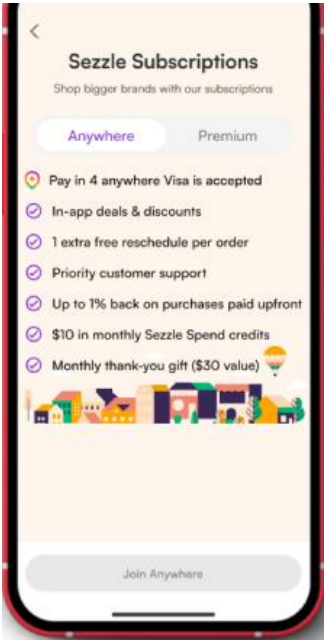 Sezzle Subscriptions
Shop bigger brands with our subscriptions
Anywhere Premium
Pay in 4 anywhere Visa is accepted
In-app deals & discounts
1 extra free reschedule per order
Priority customer support
Up to 1% back on purchases paid upfront
$10 in monthly Sezzle Spend credits
Monthly thank-you gift ($30 value)
Join Anywhere